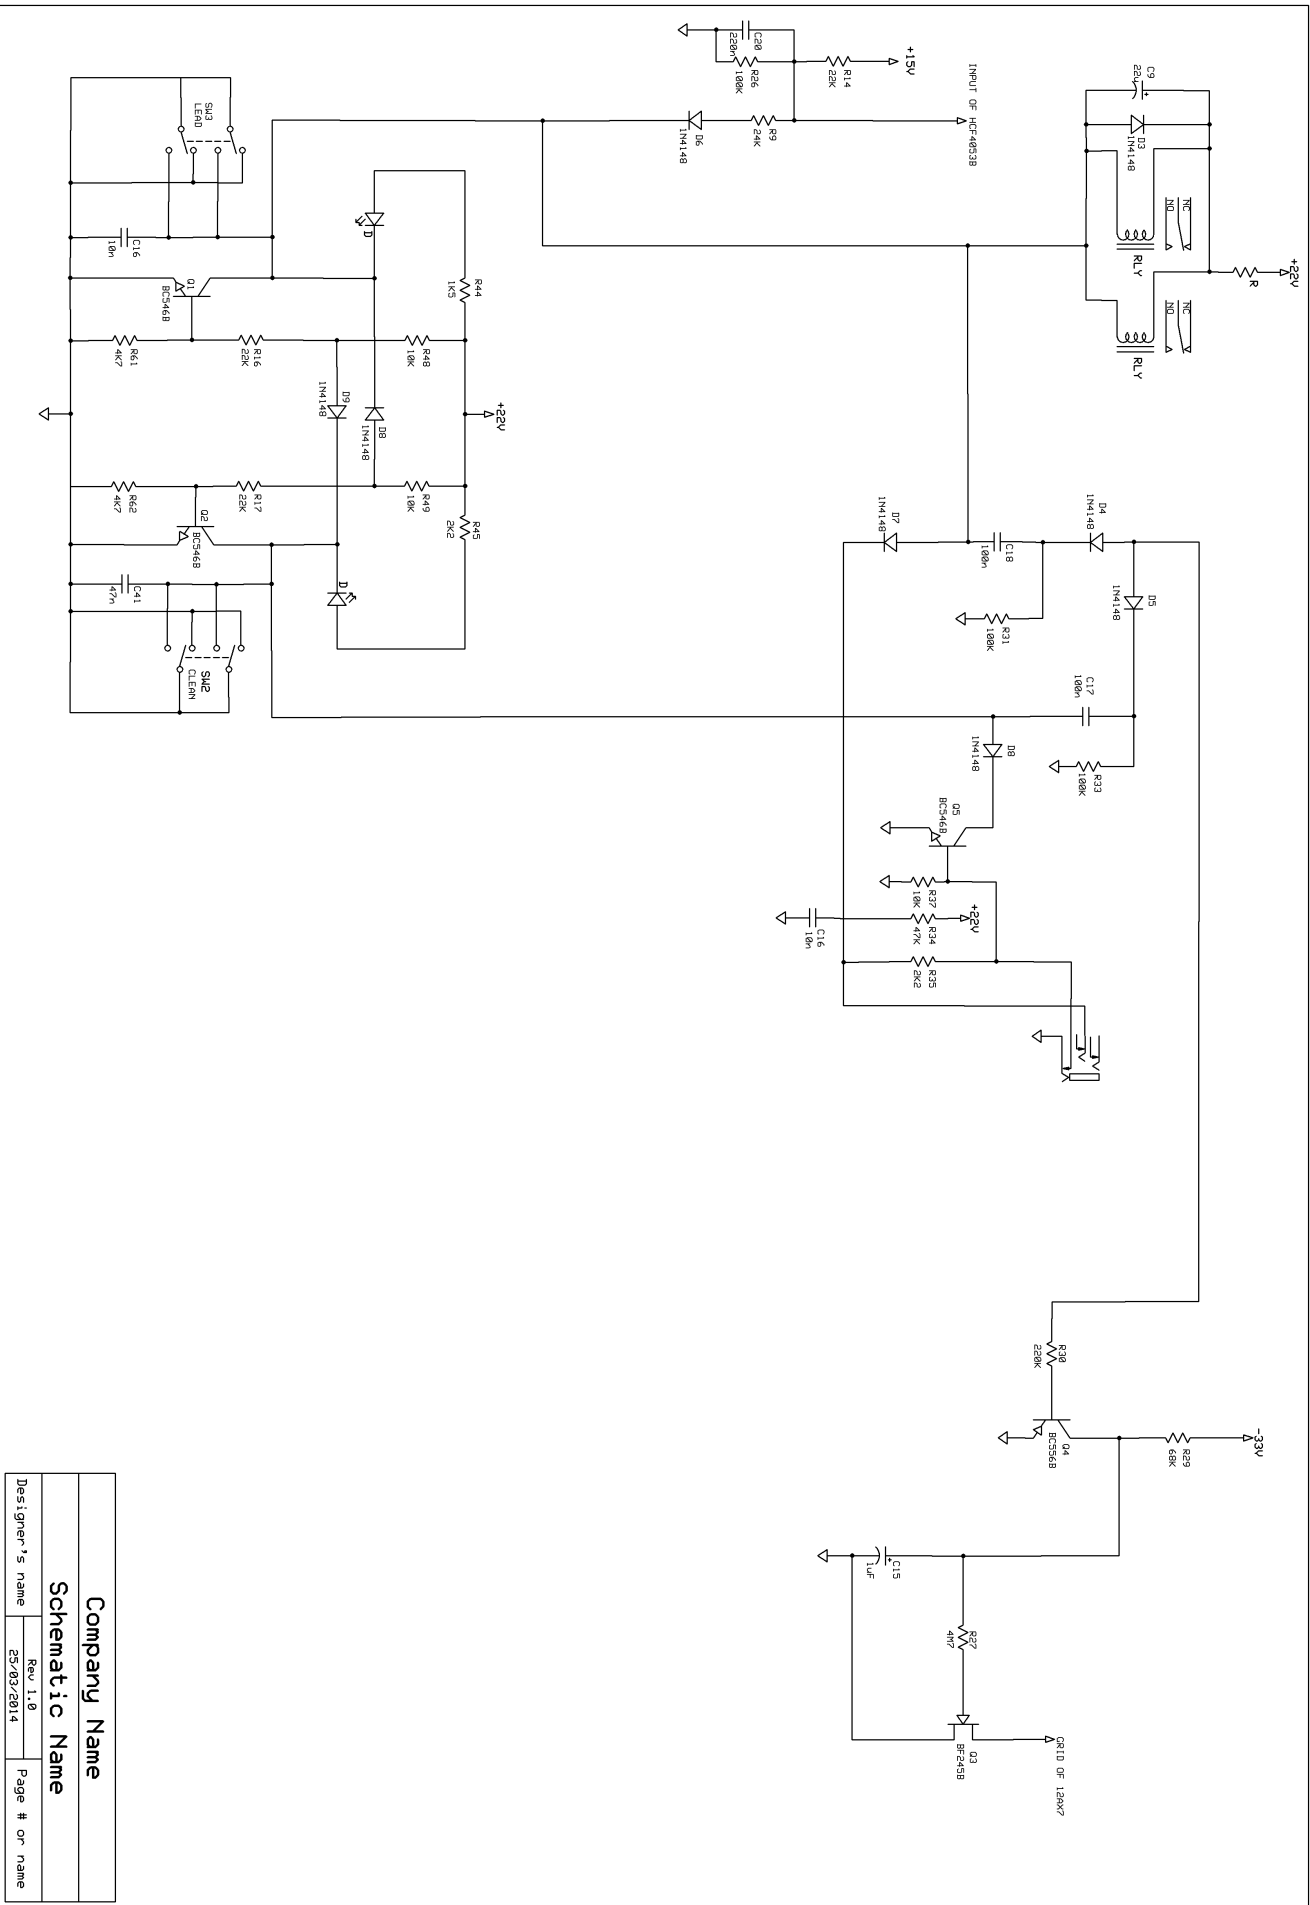 +22V
R
C9
22u
D3
1N4148
NC
NO
RLY
NC
NO
RLY
+15V
R14
22K
C20
220n
R26
100K
INPUT OF HCF4053B
R9
24K
D6
1N4148
SW3
LEAD
C16
10n
Q1
BC546B
D
R44
1K5
R61
4K7
R16
22K
R48
10K
D9
1N4148
D8
1N4148
+22V
R62
4K7
R17
22K
R49
10K
R45
2K2
Q2
BC546B
D
C41
47n
SW2
CLEAN
D4
1N4148
D5
1N4148
D7
1N4148
C18
100n
R31
100K
C17
100n
R33
100K
D8
1N4148
Q5
BC546B
R37
10K
+22V
R34
47K
C16
10n
R35
2K2
R30
220K
-33V
R29
68K
Q4
BC556B
C15
1uF
R27
4M7
Q3
BF245B
GRID OF 12AX7
Company Name
Schematic Name
Designer's name
Rev 1.0
25/03/2014
Page # or name